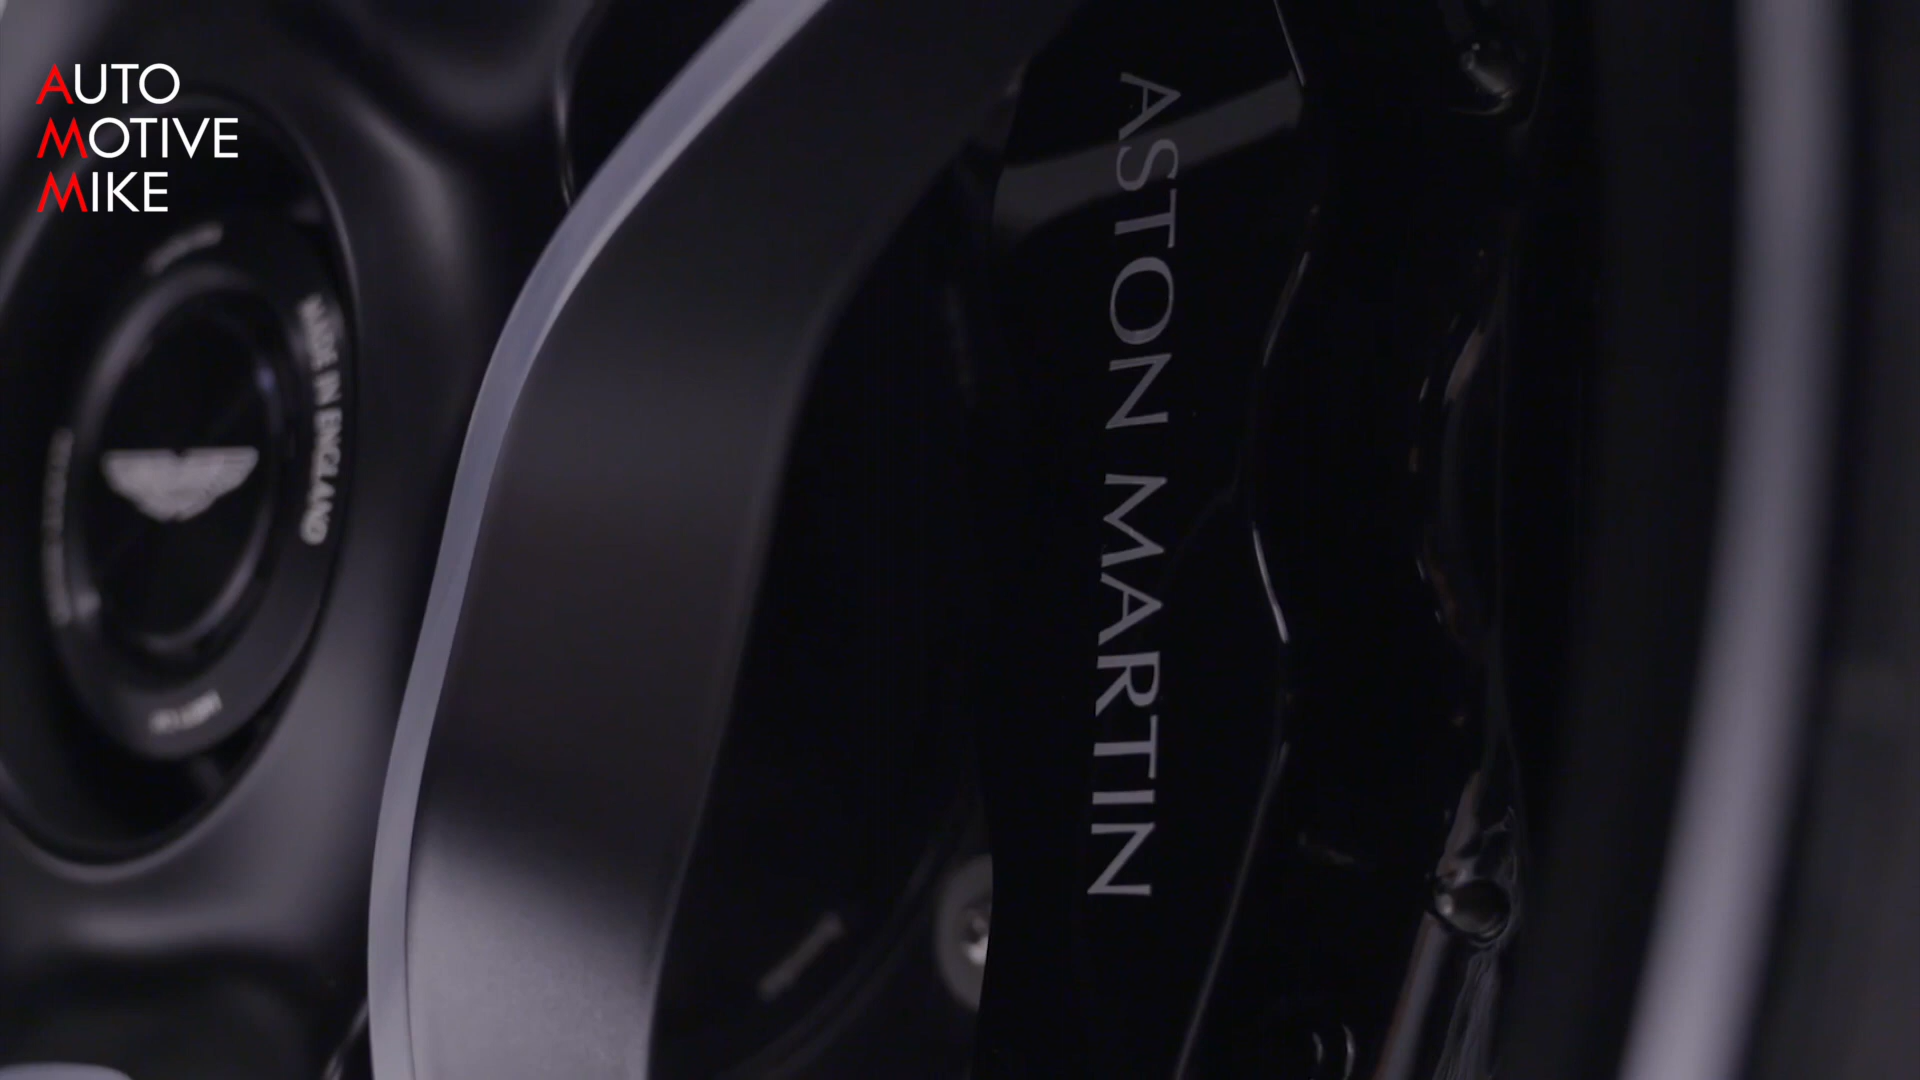 AUTO
MOTIVE
MIKE
MADE IN ENGLAND
ASTON MARTIN